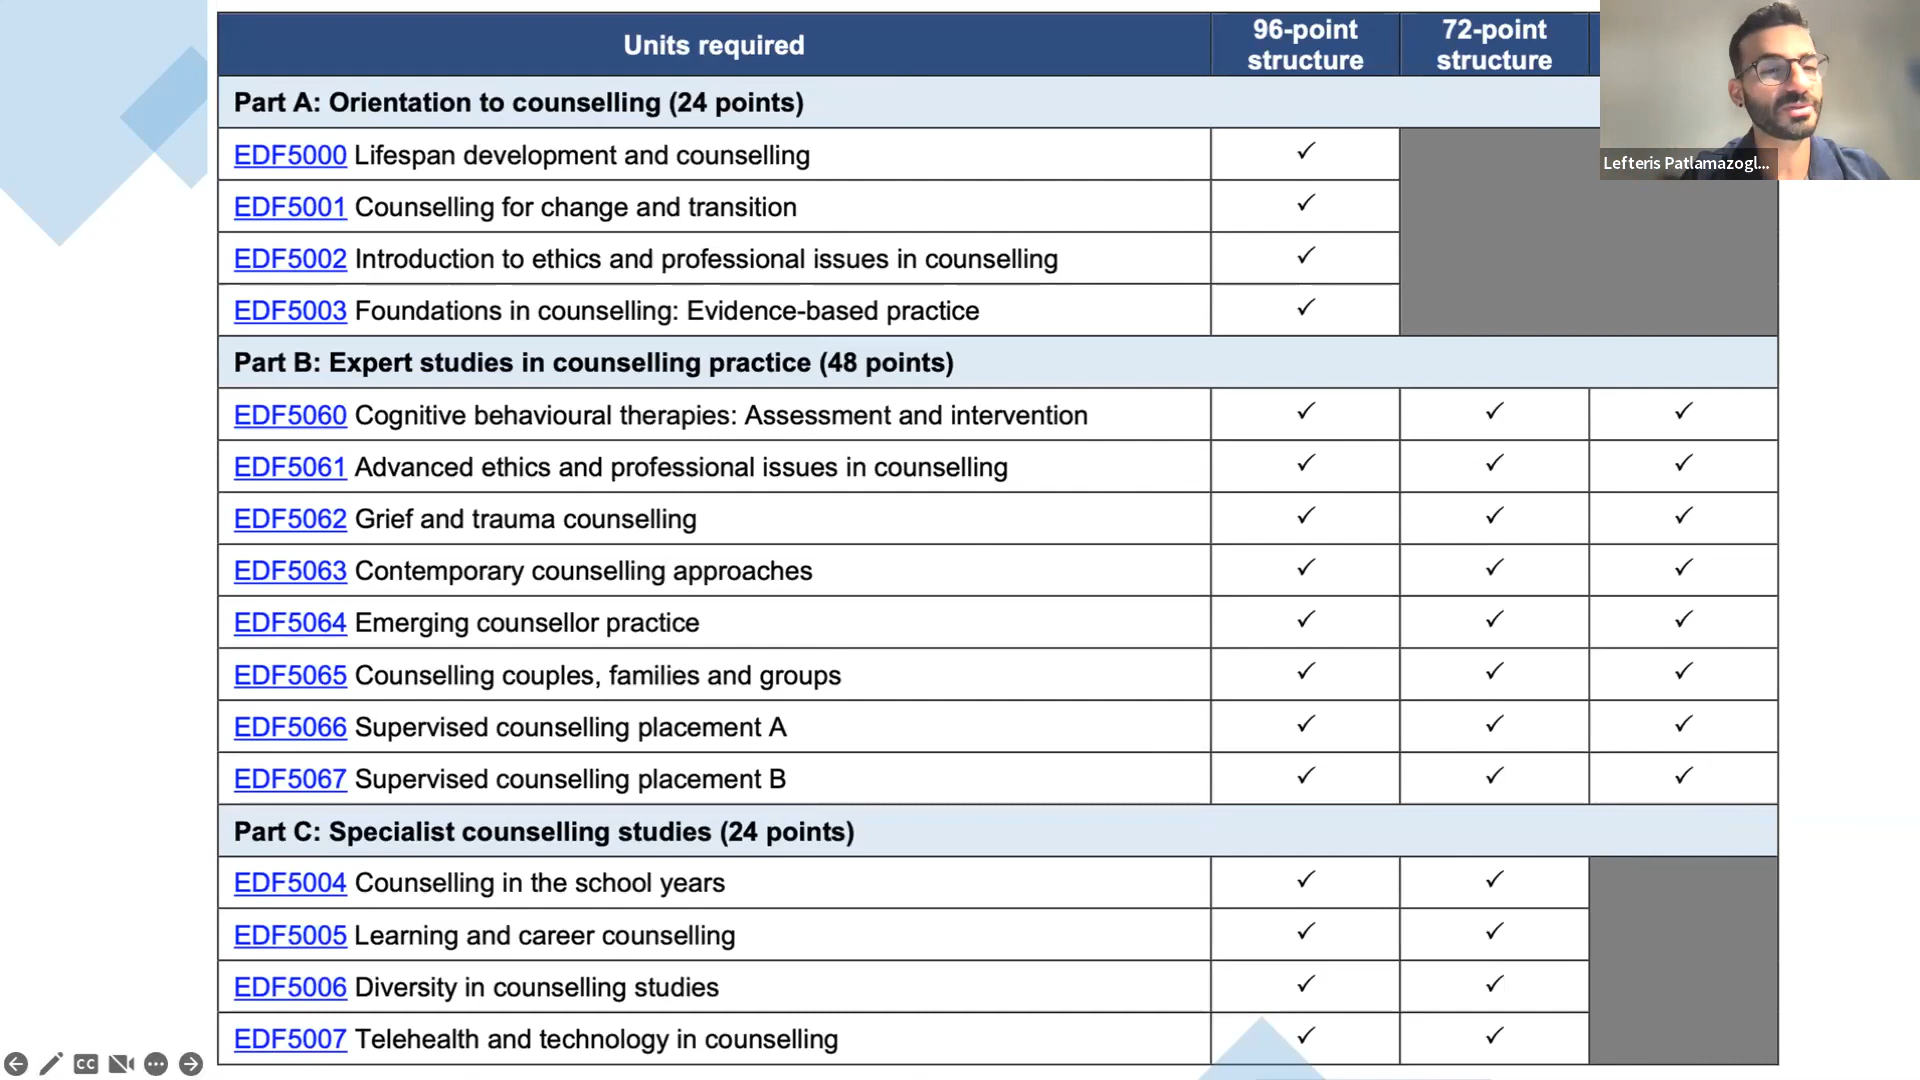 Units required 96-point structure 72-point structure
Part A: Orientation to counselling (24 points)
EDF5000 Lifespan development and counselling ✓
EDF5001 Counselling for change and transition ✓
EDF5002 Introduction to ethics and professional issues in counselling ✓
EDF5003 Foundations in counselling: Evidence-based practice ✓
Part B: Expert studies in counselling practice (48 points)
EDF5060 Cognitive behavioural therapies: Assessment and intervention ✓ ✓ ✓
EDF5061 Advanced ethics and professional issues in counselling ✓ ✓ ✓
EDF5062 Grief and trauma counselling ✓ ✓ ✓
EDF5063 Contemporary counselling approaches ✓ ✓ ✓
EDF5064 Emerging counsellor practice ✓ ✓ ✓
EDF5065 Counselling couples, families and groups ✓ ✓ ✓
EDF5066 Supervised counselling placement A ✓ ✓ ✓
EDF5067 Supervised counselling placement B ✓ ✓ ✓
Part C: Specialist counselling studies (24 points)
EDF5004 Counselling in the school years ✓ ✓
EDF5005 Learning and career counselling ✓ ✓
EDF5006 Diversity in counselling studies ✓ ✓
EDF5007 Telehealth and technology in counselling ✓ ✓
Lefteris Patlamazogl...
CC